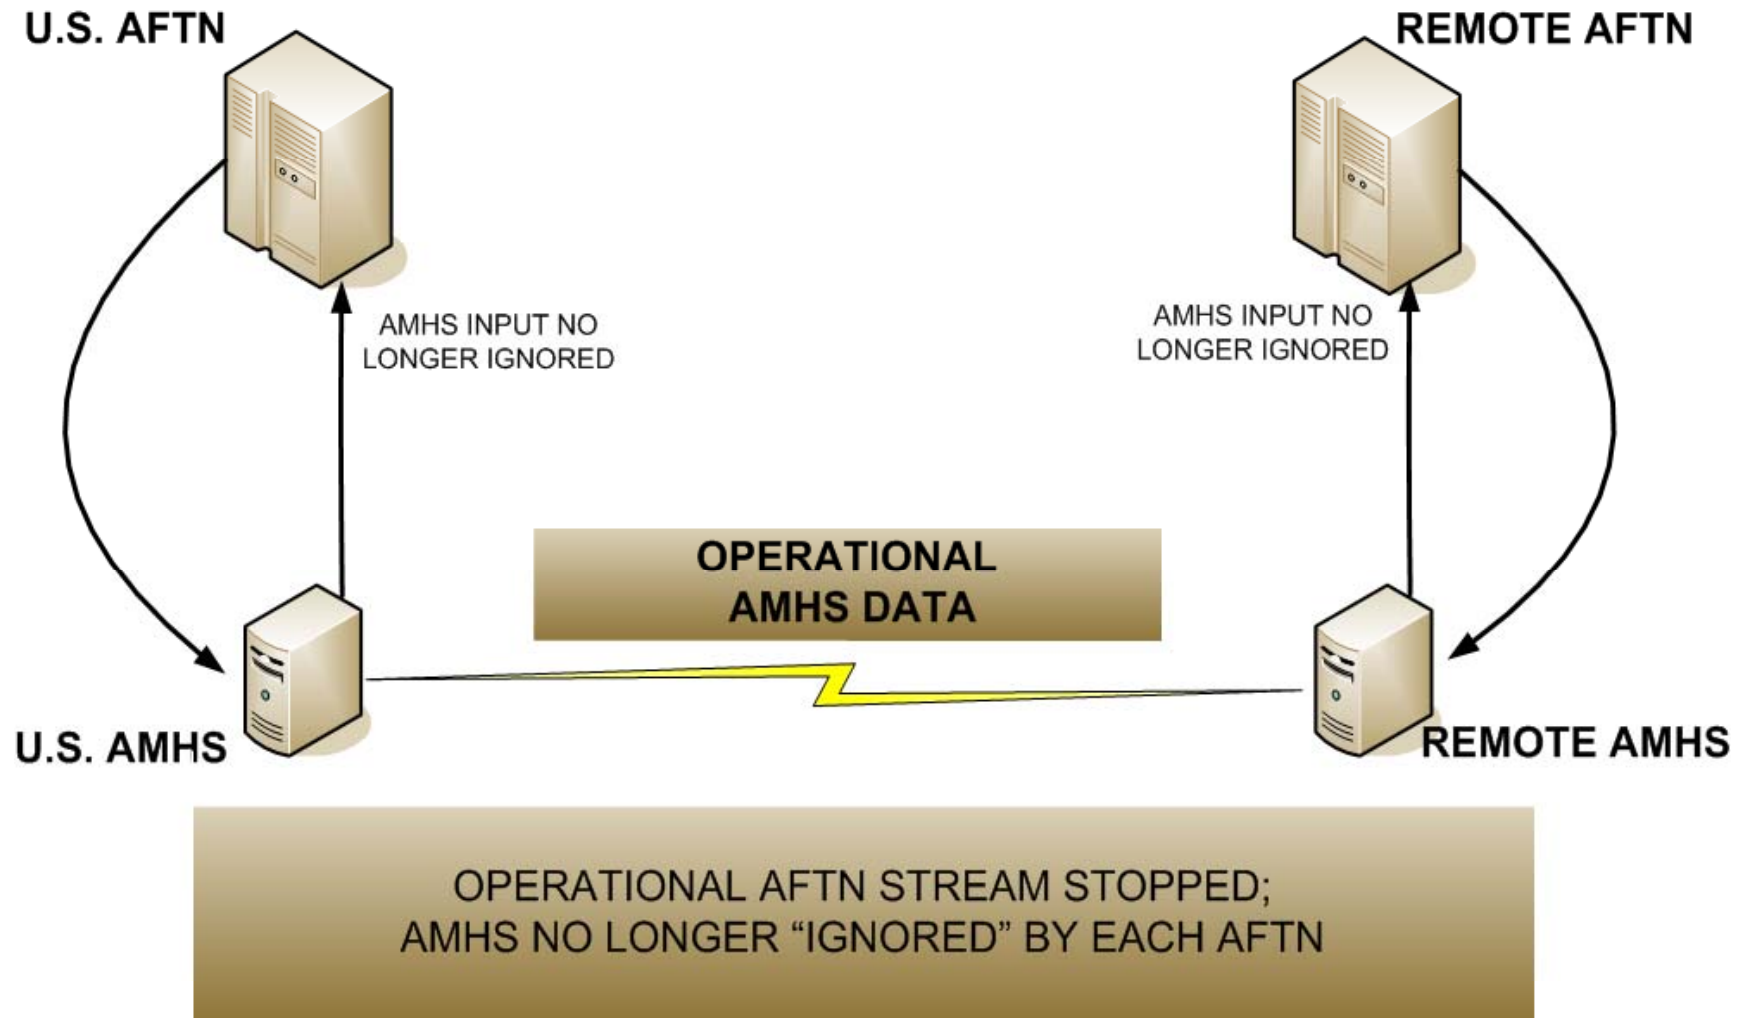 U.S. AFTN
REMOTE AFTN
AMHS INPUT NO
LONGER IGNORED
AMHS INPUT NO
LONGER IGNORED
OPERATIONAL
AMHS DATA
U.S. AMHS
REMOTE AMHS
OPERATIONAL AFTN STREAM STOPPED;
AMHS NO LONGER “IGNORED” BY EACH AFTN